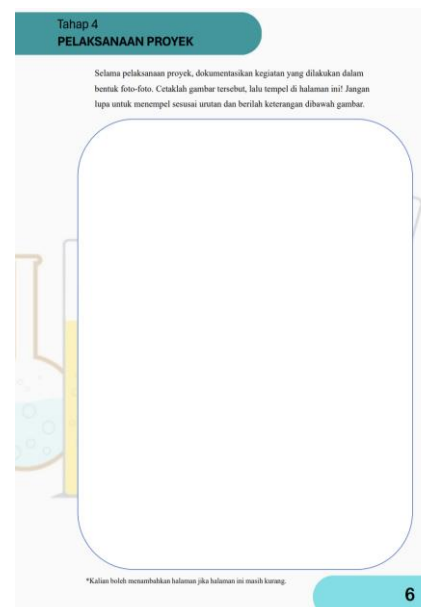 Tahap 4
PELAKSANAAN PROYEK
Selama pelaksanaan proyek, dokumentasikan kegiatan yang dilakukan dalam
bentuk foto-foto. Cetaklah gambar tersebut, lalu tempel di halaman ini! Jangan
lupa untuk menempel sesusai urutan dan berilah keterangan dibawah gambar.
*Kalian boleh menambahkan halaman jika halaman ini masih kurang.
6